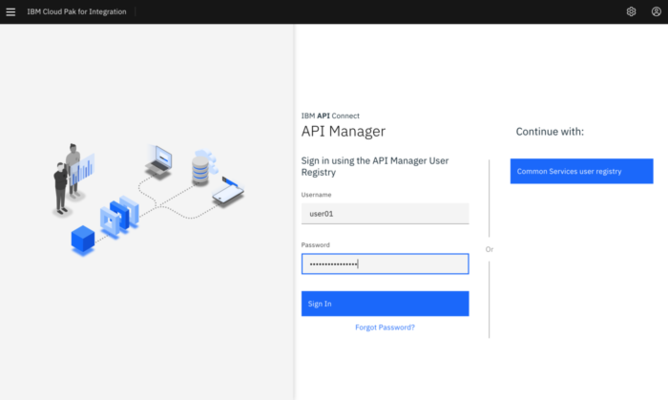 IBM Cloud Pak for Integration
IBM API Connect
API Manager
Sign in using the API Manager User
Registry
Username
user01
Password
••••••••••••••••
Sign In
Forgot Password?
Or
Continue with:
Common Services user registry